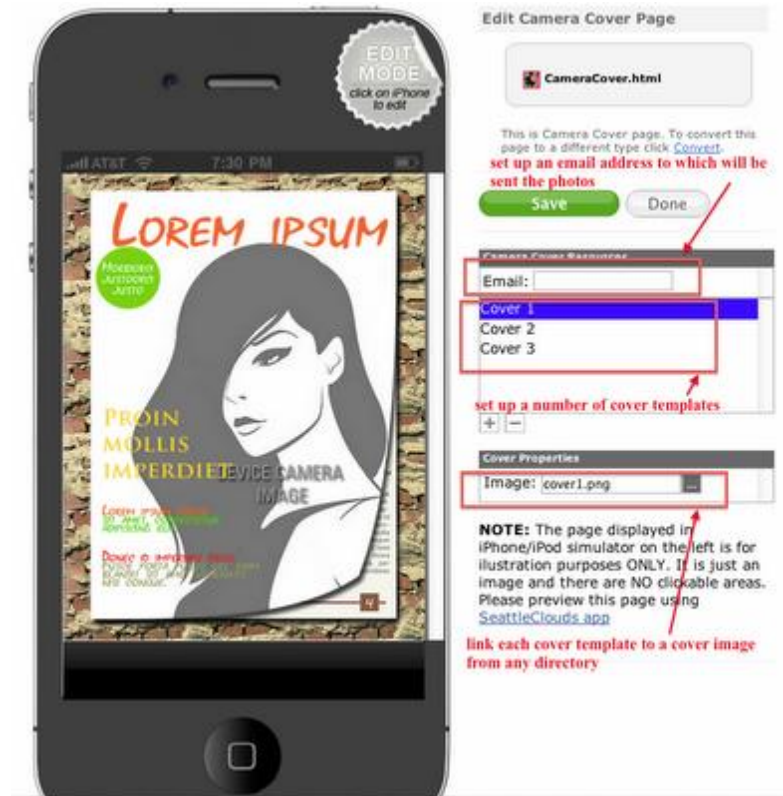 EDIT
MODE
click on iPhone
to edit
AT&T
7:30 PM
LOREM IPSUM
JUSTO
PROIN
MOLLIS
IMPERDIET
DEVICE CAMERA
IMAGE
4
Edit Camera Cover Page
CameraCover.html
This is Camera Cover page. To convert this
page to a different type click Convert.
set up an email address to which will be
sent the photos
Save Done
Camera Cover Resources
Email:
Cover 1
Cover 2
Cover 3
set up a number of cover templates
+ −
Cover Properties
Image: cover1.png ...
NOTE: The page displayed in
iPhone/iPod simulator on the left is for
ilustration purposes ONLY. It is just an
image and there are NO clickable areas.
Please preview this page using
SeattleClouds app
link each cover template to a cover image
from any directory